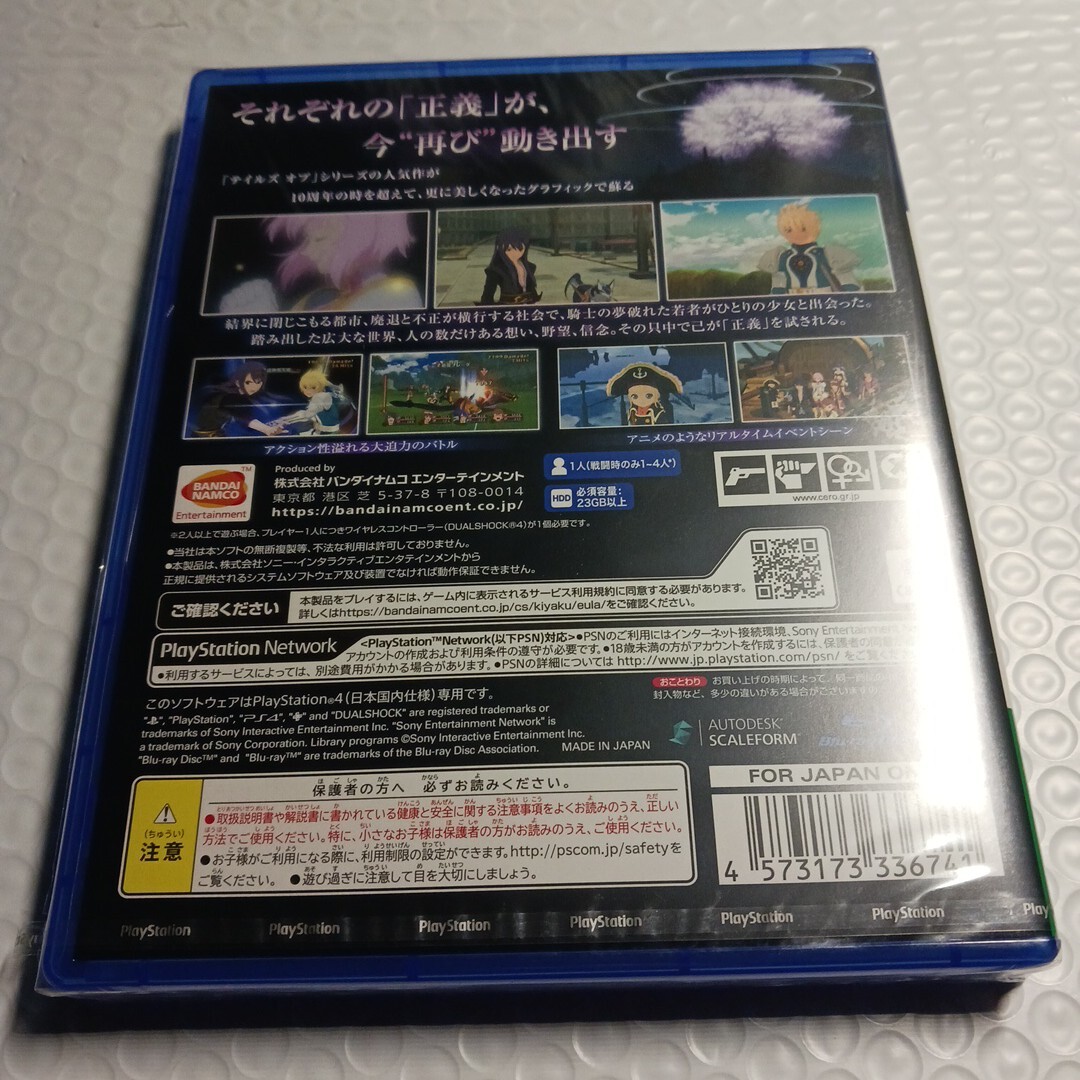 それぞれの「正義」が、
今“再び”動き出す
「テイルズ オブ」シリーズの人気作が
10周年の時を超えて、更に美しくなったグラフィックで蘇る
結界に閉じこもる都市、廃退と不正が横行する社会で、騎士の夢破れた若者がひとりの少女と出会った。
踏み出した広大な世界、人の数だけある想い、野望、信念。その只中で己が「正義」を試される。
アクション性溢れる大迫力のバトル
アニメのようなリアルタイムイベントシーン
BANDAI
NAMCO
Entertainment
TM
Produced by
株式会社 バンダイナムコ エンターテインメント
東京都 港区 芝 5-37-8 〒108-0014
https://bandainamcoent.co.jp/
1人(戦闘時のみ1~4人*)
HDD 必須容量:
23GB以上
www.cero.gr.jp
※2人以上で遊ぶ場合、プレイヤー1人につきワイヤレスコントローラー(DUALSHOCK®4)が1個必要です。
●当社は本ソフトの無断複製等、不法な利用は許可しておりません。
●本製品は、株式会社ソニー・インタラクティブエンタテインメントから
正規に提供されるシステムソフトウェア及び装置でなければ動作保証できません。
ご確認ください
本製品をプレイするには、ゲーム内に表示されるサービス利用規約に同意する必要があります。
詳しくはhttps://bandainamcoent.co.jp/cs/kiyaku/eula/をご確認ください。
PlayStation Network
<PlayStation™Network(以下PSN)対応>●PSNのご利用にはインターネット接続環境、Sony Entertainment
アカウントの作成および利用条件の遵守が必要です。●18歳未満の方がアカウントを作成するには、保護者の同意
●利用するサービスによっては、別途費用がかかる場合があります。●PSNの詳細については http://www.jp.playstation.com/psn/ をご覧
このソフトウェアはPlayStation®4(日本国内仕様)専用です。
おことわり お買い上げの時期によって、同一
封入物など、多少の違いがある場合がございます
"PlayStation", "PS4", and "DUALSHOCK" are registered trademarks or
trademarks of Sony Interactive Entertainment Inc. "Sony Entertainment Network" is
a trademark of Sony Corporation. Library programs ©Sony Interactive Entertainment Inc.
"Blu-ray Disc™" and "Blu-ray™" are trademarks of the Blu-ray Disc Association.
MADE IN JAPAN
AUTODESK®
SCALEFORM®
FOR JAPAN ON
4 573173 336741
(ちゅうい)
注意
保護者の方へ 必ずお読みください。
●取扱説明書や解説書に書かれている健康と安全に関する注意事項をよくお読みのうえ、正しい
方法でご使用ください。特に、小さなお子様は保護者の方がお読みのうえ、ご使用ください。
●お子様がご利用になる際に、利用制限の設定ができます。http://pscom.jp/safetyを
ご覧ください。 ●遊び過ぎに注意して目を大切にしましょう。
PlayStation PlayStation PlayStation PlayStation PlayStation PlayStation Play